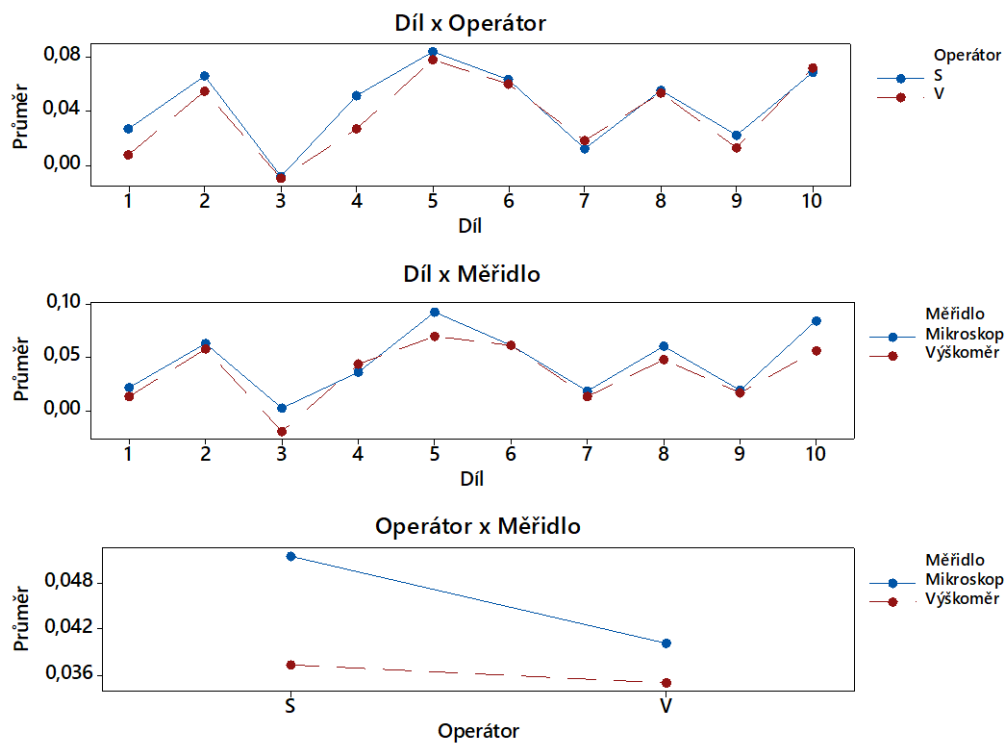 Díl x Operátor
0,08
0,04
0,00
Průměr
1 2 3 4 5 6 7 8 9 10
Díl
Operátor
S
V
Díl x Měřidlo
0,10
0,05
0,00
Průměr
1 2 3 4 5 6 7 8 9 10
Díl
Měřidlo
Mikroskop
Výškoměr
Operátor x Měřidlo
0,048
0,042
0,036
Průměr
S V
Operátor
Měřidlo
Mikroskop
Výškoměr